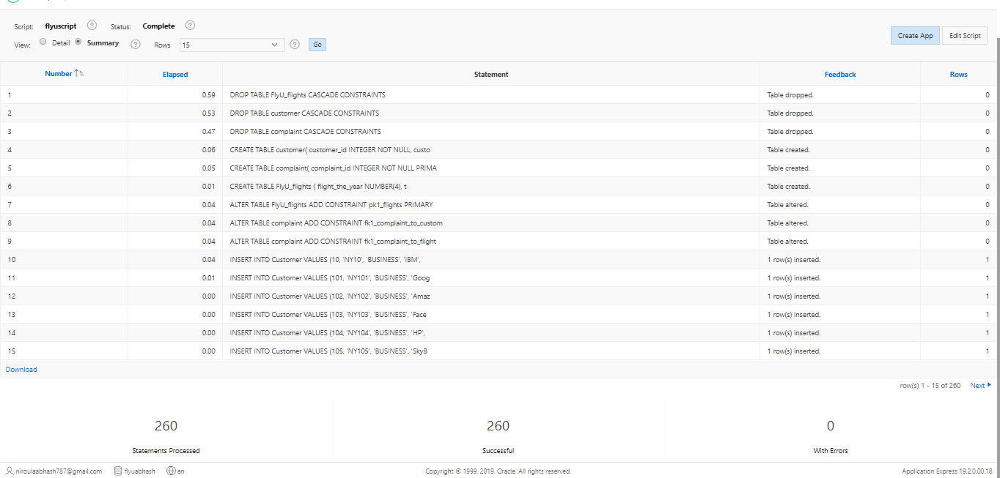 Script: flyuscript Status: Complete
View: Detail Summary Rows 15 Go Create App Edit Script
Number Elapsed Statement Feedback Rows
1 0.59 DROP TABLE FlyU_flights CASCADE CONSTRAINTS Table dropped. 0
2 0.53 DROP TABLE customer CASCADE CONSTRAINTS Table dropped. 0
3 0.47 DROP TABLE complaint CASCADE CONSTRAINTS Table dropped. 0
4 0.06 CREATE TABLE customer( customer_id INTEGER NOT NULL, custo Table created. 0
5 0.05 CREATE TABLE complaint( complaint_id INTEGER NOT NULL PRIMA Table created. 0
6 0.01 CREATE TABLE FlyU_flights ( flight_the_year NUMBER(4), t Table created. 0
7 0.04 ALTER TABLE FlyU_flights ADD CONSTRAINT pk1_flights PRIMARY Table altered. 0
8 0.04 ALTER TABLE complaint ADD CONSTRAINT fk1_complaint_to_custom Table altered. 0
9 0.04 ALTER TABLE complaint ADD CONSTRAINT fk1_complaint_to_flight Table altered. 0
10 0.04 INSERT INTO Customer VALUES (10, 'NY10', 'BUSINESS', 'IBM', 1 row(s) inserted. 1
11 0.01 INSERT INTO Customer VALUES (101, 'NY101', 'BUSINESS', 'Goog 1 row(s) inserted. 1
12 0.00 INSERT INTO Customer VALUES (102, 'NY102', 'BUSINESS', 'Amaz 1 row(s) inserted. 1
13 0.00 INSERT INTO Customer VALUES (103, 'NY103', 'BUSINESS', 'Face 1 row(s) inserted. 1
14 0.00 INSERT INTO Customer VALUES (104, 'NY104', 'BUSINESS', 'HP', 1 row(s) inserted. 1
15 0.00 INSERT INTO Customer VALUES (105, 'NY105', 'BUSINESS', 'SkyB 1 row(s) inserted. 1
Download
row(s) 1 - 15 of 260 Next
260 260 0
Statements Processed Successful With Errors
niroulaabhash787@gmail.com flyuabhash en Copyright © 1999, 2019, Oracle. All rights reserved. Application Express 19.2.0.00.18